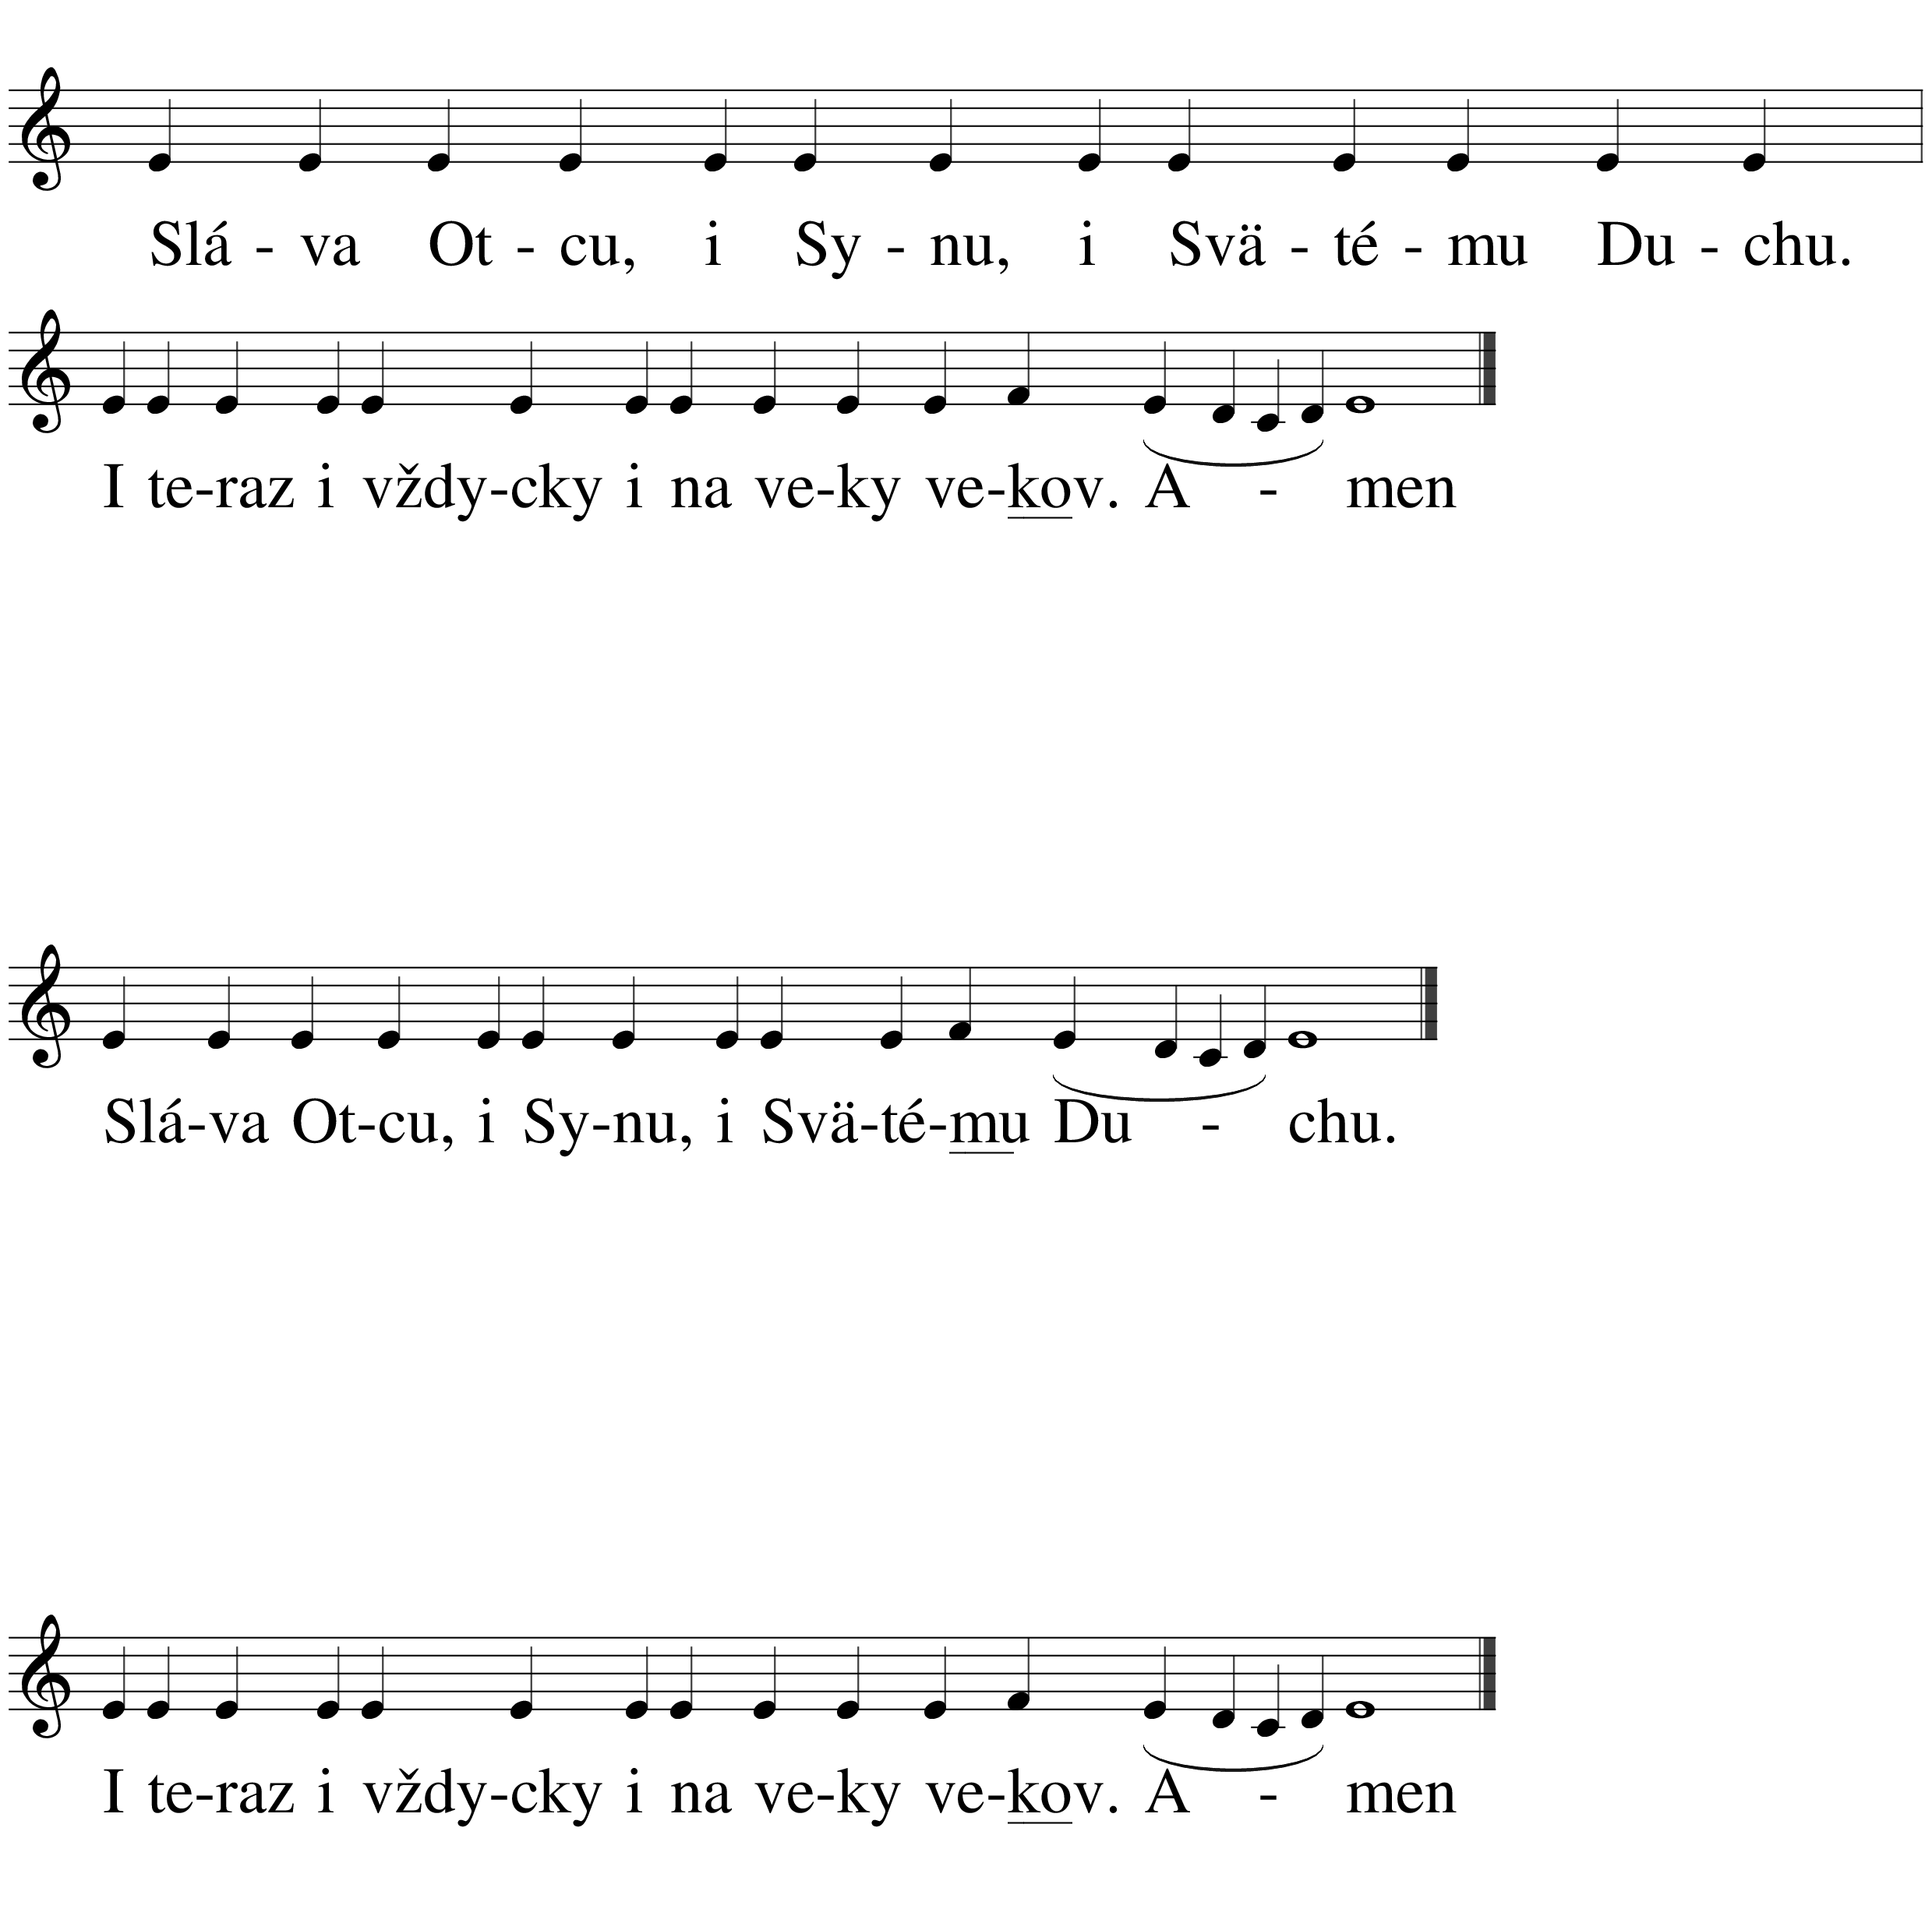 Slá - va Ot - cu, i Sy - nu, i Svä - té - mu Du - chu.
I te-raz i vždy-cky i na ve-ky ve-kov. A - men
Slá-va Ot-cu, i Sy-nu, i Svä-té-mu Du - chu.
I te-raz i vždy-cky i na ve-ky ve-kov. A - men